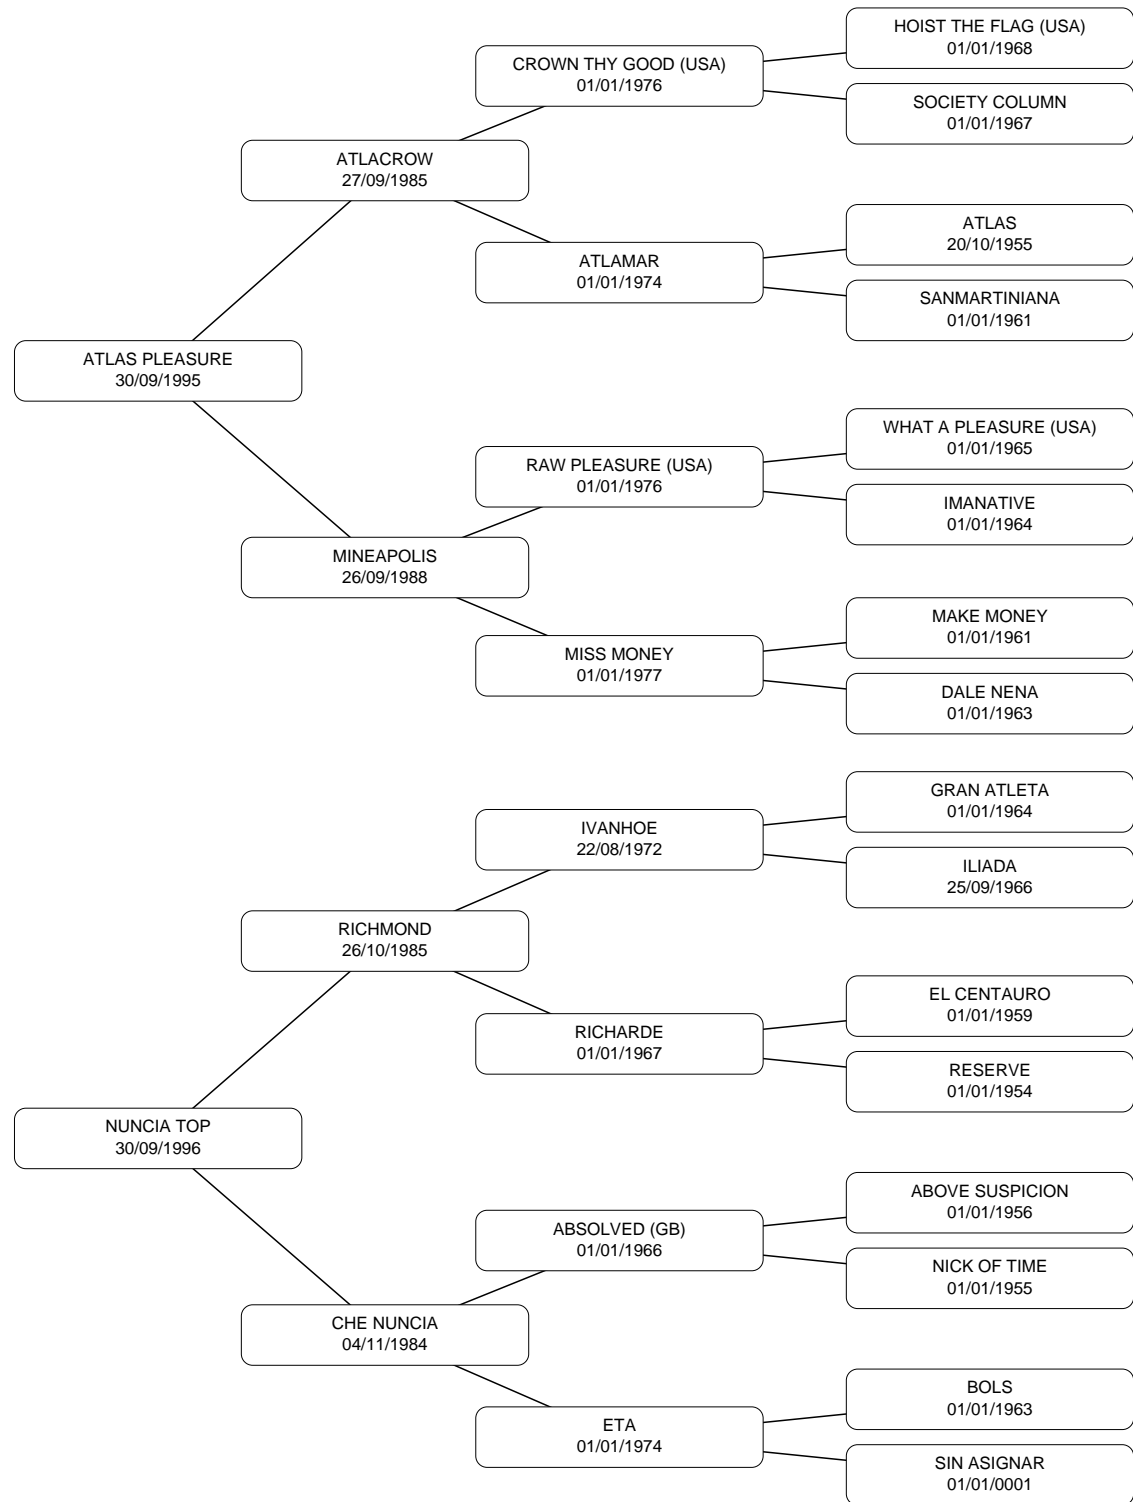 HOIST THE FLAG (USA)
01/01/1968
CROWN THY GOOD (USA)
01/01/1976
SOCIETY COLUMN
01/01/1967
ATLACROW
27/09/1985
ATLAS
20/10/1955
ATLAMAR
01/01/1974
SANMARTINIANA
01/01/1961
ATLAS PLEASURE
30/09/1995
WHAT A PLEASURE (USA)
01/01/1965
RAW PLEASURE (USA)
01/01/1976
IMANATIVE
01/01/1964
MINEAPOLIS
26/09/1988
MAKE MONEY
01/01/1961
MISS MONEY
01/01/1977
DALE NENA
01/01/1963
GRAN ATLETA
01/01/1964
IVANHOE
22/08/1972
ILIADA
25/09/1966
RICHMOND
26/10/1985
EL CENTAURO
01/01/1959
RICHARDE
01/01/1967
RESERVE
01/01/1954
NUNCIA TOP
30/09/1996
ABOVE SUSPICION
01/01/1956
ABSOLVED (GB)
01/01/1966
NICK OF TIME
01/01/1955
CHE NUNCIA
04/11/1984
BOLS
01/01/1963
ETA
01/01/1974
SIN ASIGNAR
01/01/0001